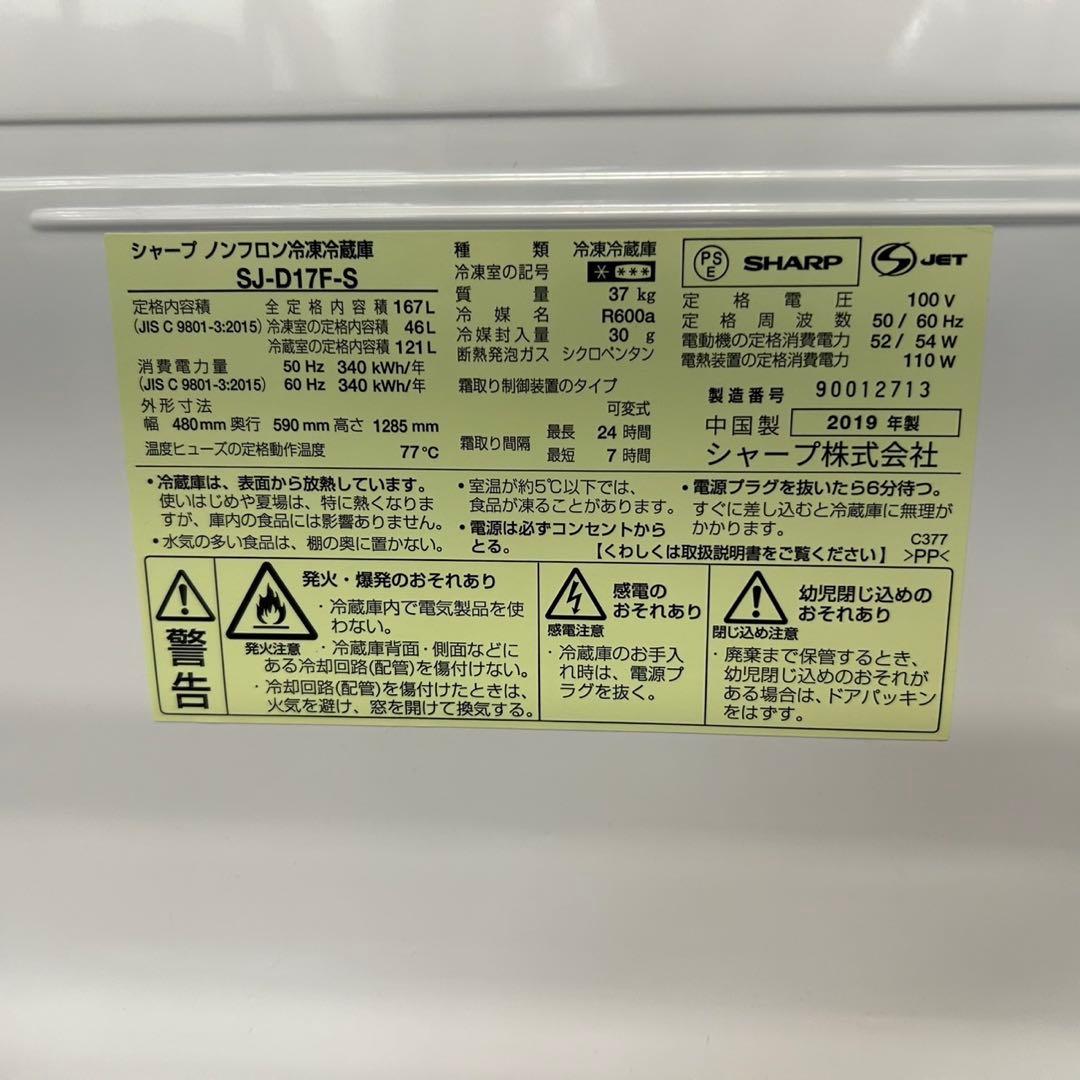 シャープ ノンフロン冷凍冷蔵庫
SJ-D17F-S
定格内容積 全定格内容積 167L
(JIS C 9801-3:2015) 冷凍室の定格内容積 46L
冷蔵室の定格内容積 121L
消費電力量 50 Hz 340 kWh/年
(JIS C 9801-3:2015) 60 Hz 340 kWh/年
外形寸法
幅 480mm 奥行 590mm 高さ 1285mm
温度ヒューズの定格動作温度 77℃
種類 冷凍冷蔵庫
冷凍室の記号 * ***
質量 37 kg
冷媒 R600a
冷媒封入量 30 g
断熱発泡ガス シクロペンタン
霜取り制御装置のタイプ
可変式
霜取り間隔 最長 24 時間
最短 7 時間
PSE SHARP S JET
定格電圧 100 V
定格周波数 50 / 60 Hz
電動機の定格消費電力 52 / 54 W
電熱装置の定格消費電力 110 W
製造番号 90012713
中国製 2019 年製
シャープ株式会社
・冷蔵庫は、表面から放熱しています。
使いはじめや夏場は、特に熱くなりま
すが、庫内の食品には影響ありません。
・水気の多い食品は、棚の奥に置かない。
・室温が約5℃以下では、
食品が凍ることがあります。
・電源は必ずコンセントから
とる。
・電源プラグを抜いたら6分待つ。
すぐに差し込むと冷蔵庫に無理が
かかります。
C377
【くわしくは取扱説明書をご覧ください】 >PP<
警告
発火・爆発のおそれあり
発火注意
・冷蔵庫内で電気製品を使
わない。
・冷蔵庫背面・側面などに
ある冷却回路(配管)を傷付けない。
・冷却回路(配管)を傷付けたときは、
火気を避け、窓を開けて換気する。
感電の
おそれあり
感電注意
・冷蔵庫のお手入
れ時は、電源プ
ラグを抜く。
幼児閉じ込めの
おそれあり
閉じ込め注意
・廃棄まで保管するとき、
幼児閉じ込めのおそれが
ある場合は、ドアパッキン
をはずす。